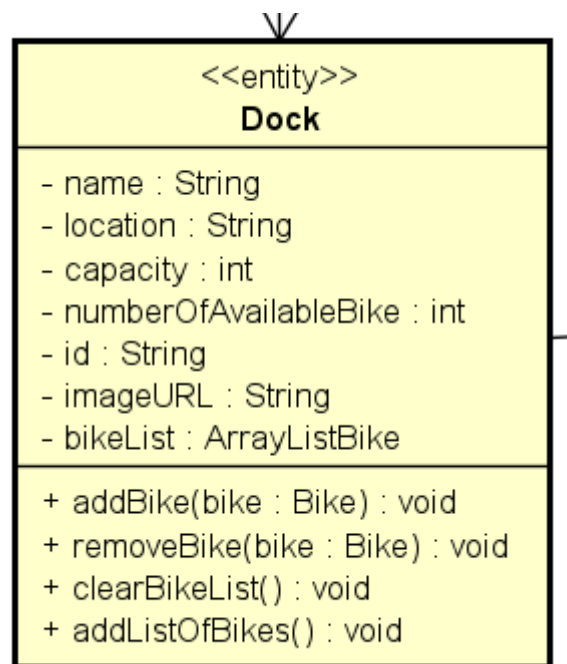 <<entity>>
Dock
- name : String
- location : String
- capacity : int
- numberOfAvailableBike : int
- id : String
- imageURL : String
- bikeList : ArrayListBike
+ addBike(bike : Bike) : void
+ removeBike(bike : Bike) : void
+ clearBikeList() : void
+ addListOfBikes() : void